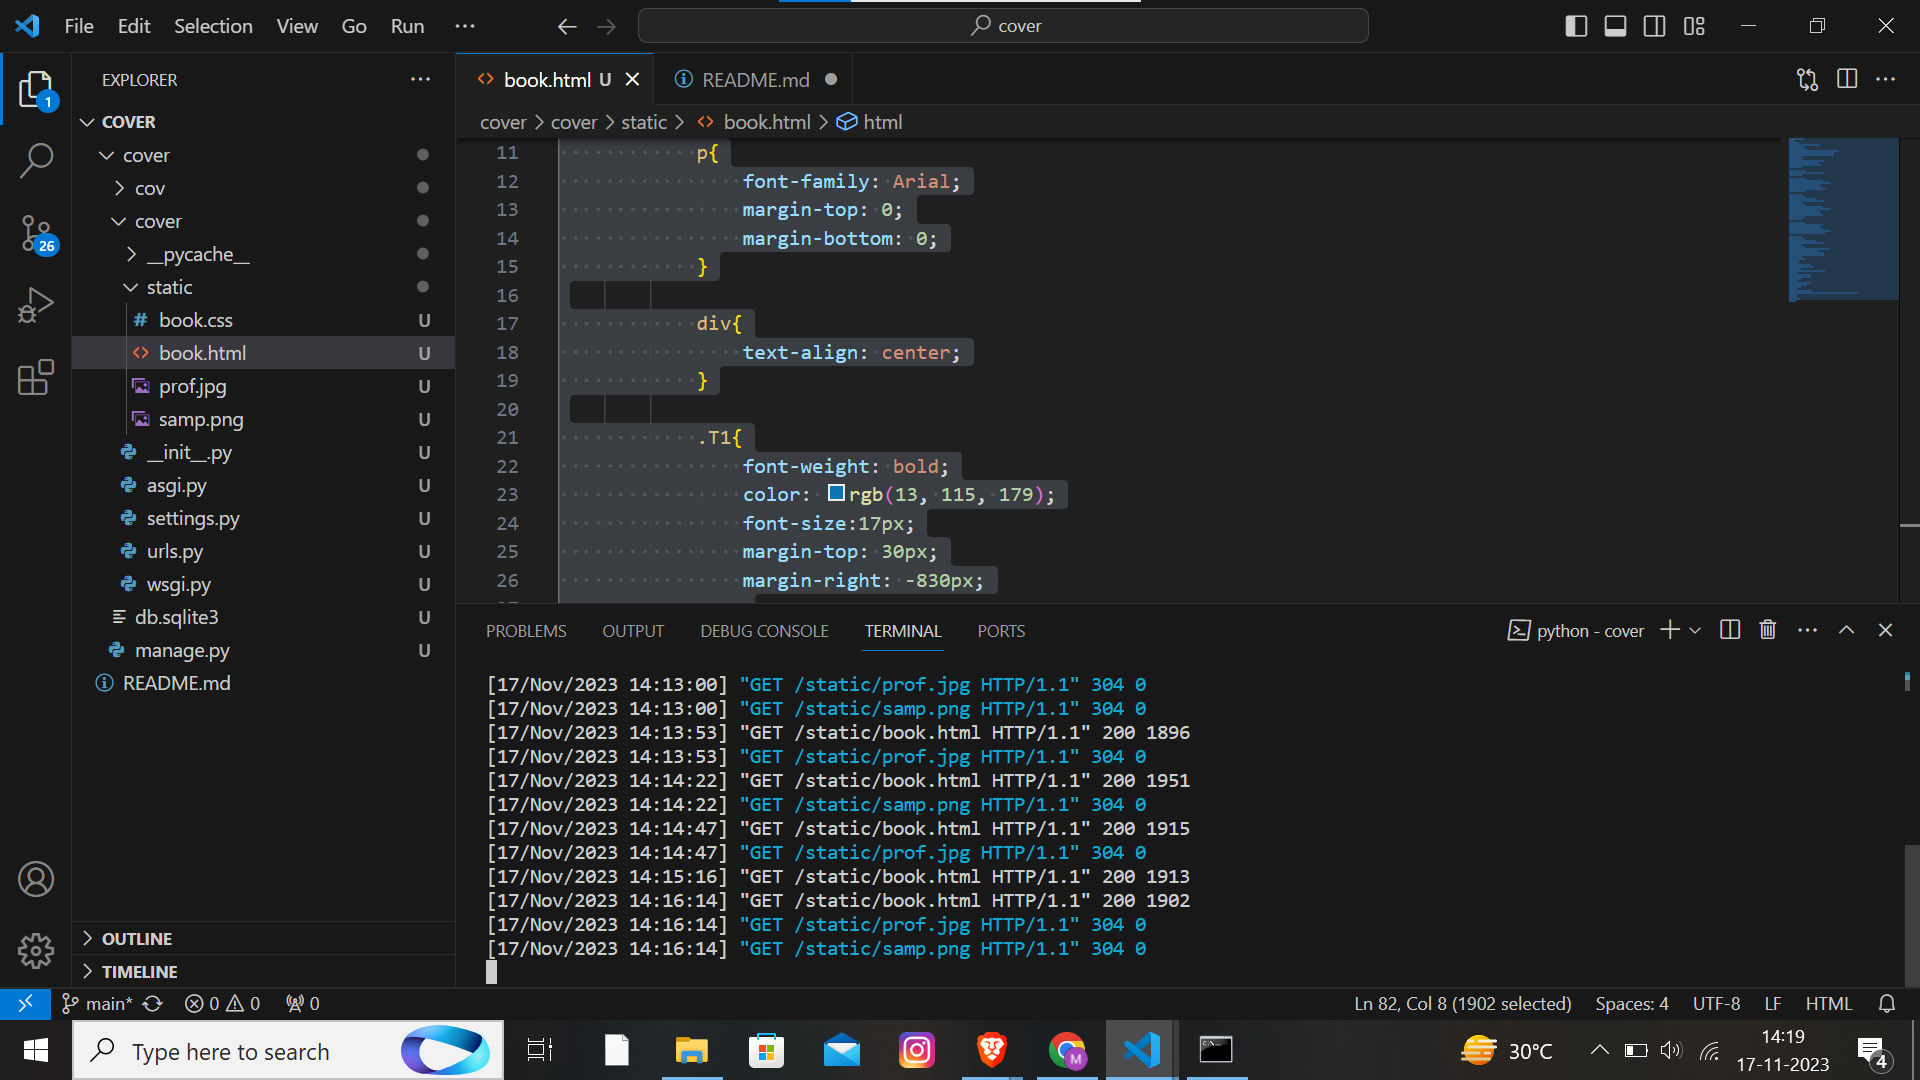 File Edit Selection View Go Run ··· cover
EXPLORER
COVER
cover
cov
cover
__pycache__
static
book.css U
book.html U
prof.jpg U
samp.png U
__init__.py U
asgi.py U
settings.py U
urls.py U
wsgi.py U
db.sqlite3 U
manage.py U
README.md
OUTLINE
TIMELINE
1
26
book.html U README.md
cover > cover > static > book.html > html
11 p{
12 font-family: Arial;
13 margin-top: 0;
14 margin-bottom: 0;
15 }
16
17 div{
18 text-align: center;
19 }
20
21 .T1{
22 font-weight: bold;
23 color: rgb(13, 115, 179);
24 font-size:17px;
25 margin-top: 30px;
26 margin-right: -830px;
PROBLEMS OUTPUT DEBUG CONSOLE TERMINAL PORTS python - cover
[17/Nov/2023 14:13:00] "GET /static/prof.jpg HTTP/1.1" 304 0
[17/Nov/2023 14:13:00] "GET /static/samp.png HTTP/1.1" 304 0
[17/Nov/2023 14:13:53] "GET /static/book.html HTTP/1.1" 200 1896
[17/Nov/2023 14:13:53] "GET /static/prof.jpg HTTP/1.1" 304 0
[17/Nov/2023 14:14:22] "GET /static/book.html HTTP/1.1" 200 1951
[17/Nov/2023 14:14:22] "GET /static/samp.png HTTP/1.1" 304 0
[17/Nov/2023 14:14:47] "GET /static/book.html HTTP/1.1" 200 1915
[17/Nov/2023 14:14:47] "GET /static/prof.jpg HTTP/1.1" 304 0
[17/Nov/2023 14:15:16] "GET /static/book.html HTTP/1.1" 200 1913
[17/Nov/2023 14:16:14] "GET /static/book.html HTTP/1.1" 200 1902
[17/Nov/2023 14:16:14] "GET /static/prof.jpg HTTP/1.1" 304 0
[17/Nov/2023 14:16:14] "GET /static/samp.png HTTP/1.1" 304 0
main* 0 0 0 Ln 82, Col 8 (1902 selected) Spaces: 4 UTF-8 LF HTML
Type here to search M 30°C 14:19
17-11-2023
4